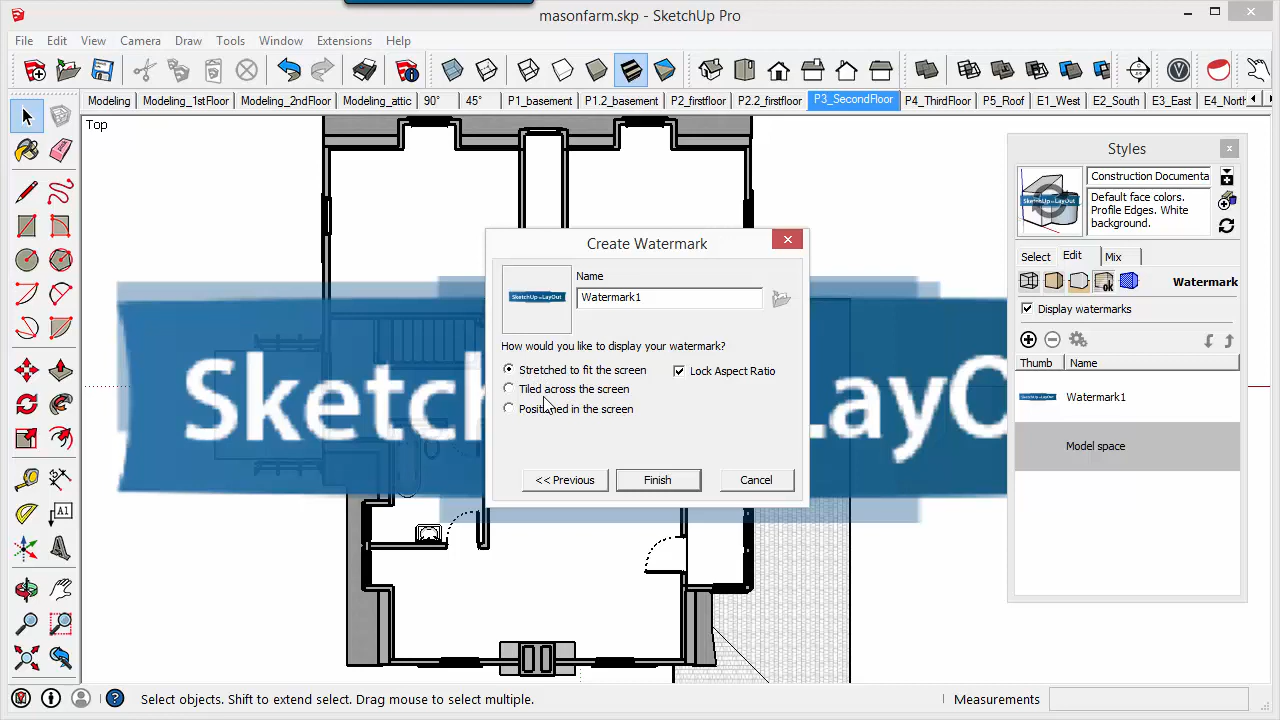 masonfarm.skp - SketchUp Pro
File Edit View Camera Draw Tools Window Extensions Help
odeling_1stFloor Modeling_2ndFloor Modeling_attic 90° 45° P1_basement P1.2_basement P2_firstfloor P2.2_firstfloor P3_SecondFloor P4_ThirdFloor P5_Roof E1_West E2_South E3_East E4_Nort
Top
Styles
Construction Documenta
Default face colors.
Profile Edges. White
background.
Select Edit Mix
Watermark
Display watermarks
Thumb Name
Watermark1
Model space
Create Watermark
Name
SketchUp to LayOut
Watermark1
How would you like to display your watermark?
Stretched to fit the screen
Lock Aspect Ratio
Tiled across the screen
Positioned in the screen
<< Previous Finish Cancel
Sketch LayO
Select objects. Shift to extend select. Drag mouse to select multiple.
Measurements